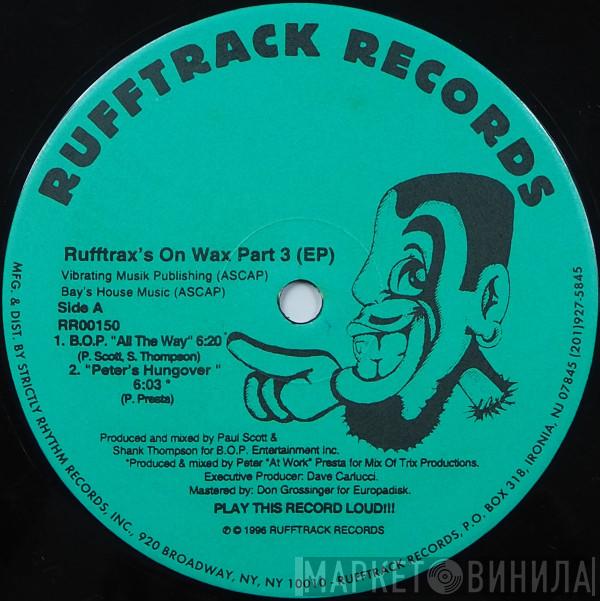 RUFFTRACK RECORDS
Rufftrax's On Wax Part 3 (EP)
Vibrating Musik Publishing (ASCAP)
Bay's House Music (ASCAP)
Side A
RR00150
1. B.O.P. "All The Way" 6:20
(P. Scott, S. Thompson)
2. "Peter's Hungover "
6:03 *
(P. Presta)
Produced and mixed by Paul Scott &
Shank Thompson for B.O.P. Entertainment Inc.
*Produced & mixed by Peter "At Work" Presta for Mix Of Trix Productions.
Executive Producer: Dave Carlucci.
Mastered by: Don Grossinger for Europadisk.
PLAY THIS RECORD LOUD!!!
℗ © 1996 RUFFTRACK RECORDS
MFG. & DIST. BY STRICTLY RHYTHM RECORDS, INC., 920 BROADWAY, NY, NY 10010 - RUFFTRACK RECORDS, P.O. BOX 318, IRONIA, NJ 07845 (201)927-5845
МАРКЕТ ВИНИЛА